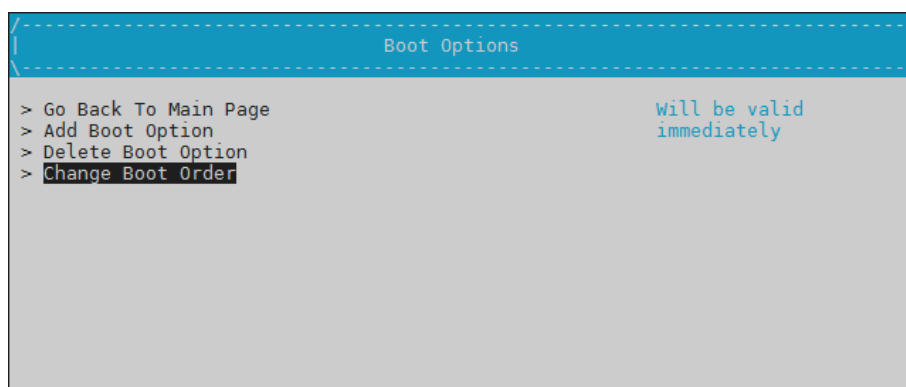 Boot Options
> Go Back To Main Page
> Add Boot Option
> Delete Boot Option
> Change Boot Order
Will be valid
immediately